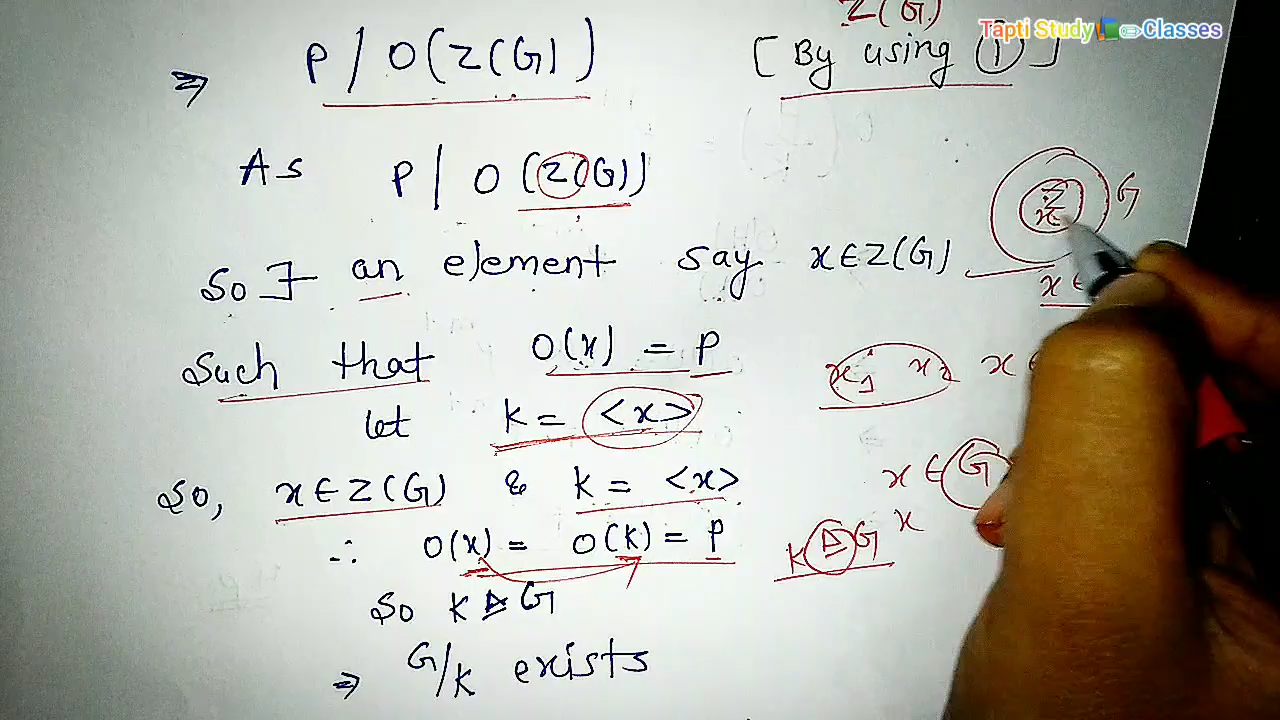 Z(G)
Tapti Study Classes
⇒ P / O(Z(G)) [By using ①]
As P | O(Z(G))
Z
x
G
So ∃ an element say x∈Z(G)
x ∈
Such that O(x) = P
x₁ x₂ x ∈
let K = <x>
So, x∈Z(G) & K = <x>
x ∈ G
∴ O(x) = O(K) = P
x
K ⊵ G
So K ⊵ G
⇒ G/K exists